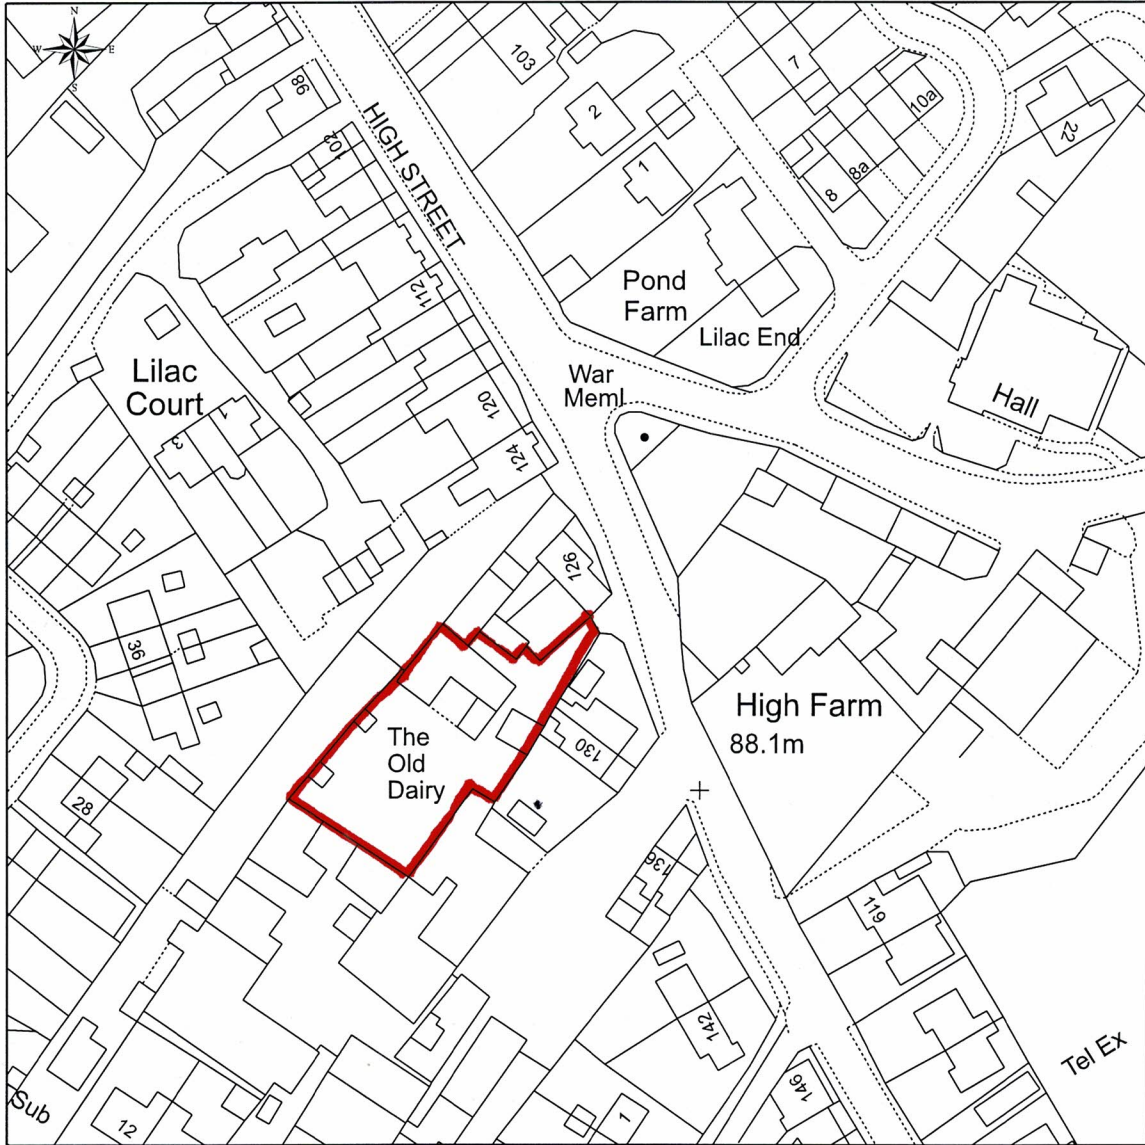 N
W
E
S
98
103
2
7
10a
22
102
HIGH STREET
1
8a
8
112
Pond
Farm
Lilac End
Lilac
Court
1
3
War
Meml
Hall
120
124
126
36
The
Old
Dairy
130
High Farm
88.1m
28
136
119
142
Tel Ex
146
Sub
12
1